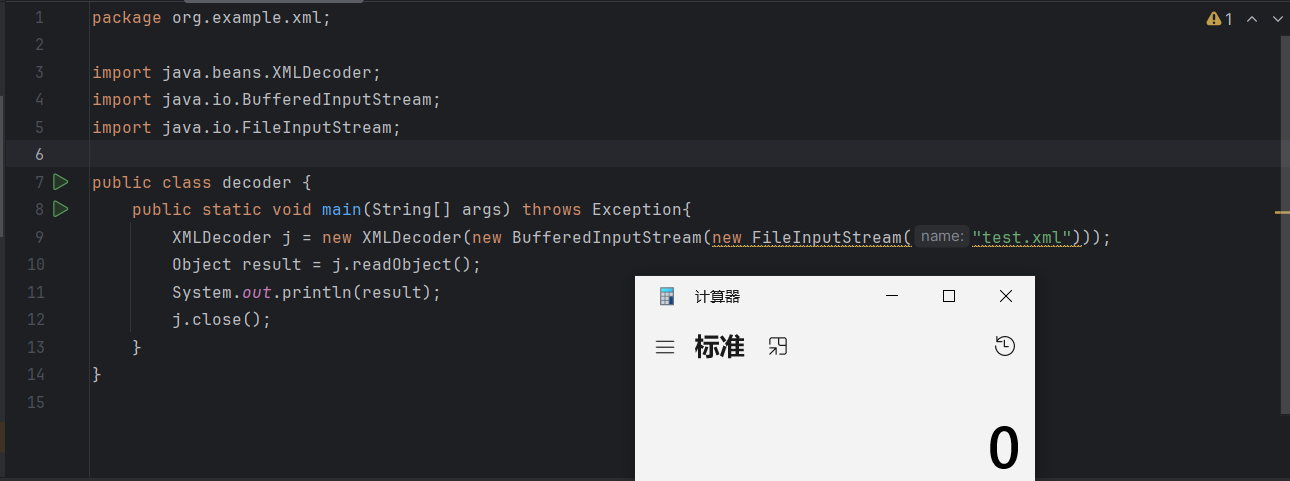 1 package org.example.xml;
1
2
3 import java.beans.XMLDecoder;
4 import java.io.BufferedInputStream;
5 import java.io.FileInputStream;
6
7 public class decoder {
8 public static void main(String[] args) throws Exception{
9 XMLDecoder j = new XMLDecoder(new BufferedInputStream(new FileInputStream( name: "test.xml")));
10 Object result = j.readObject();
11 System.out.println(result);
12 j.close();
13 }
14 }
15
计算器
标准
0